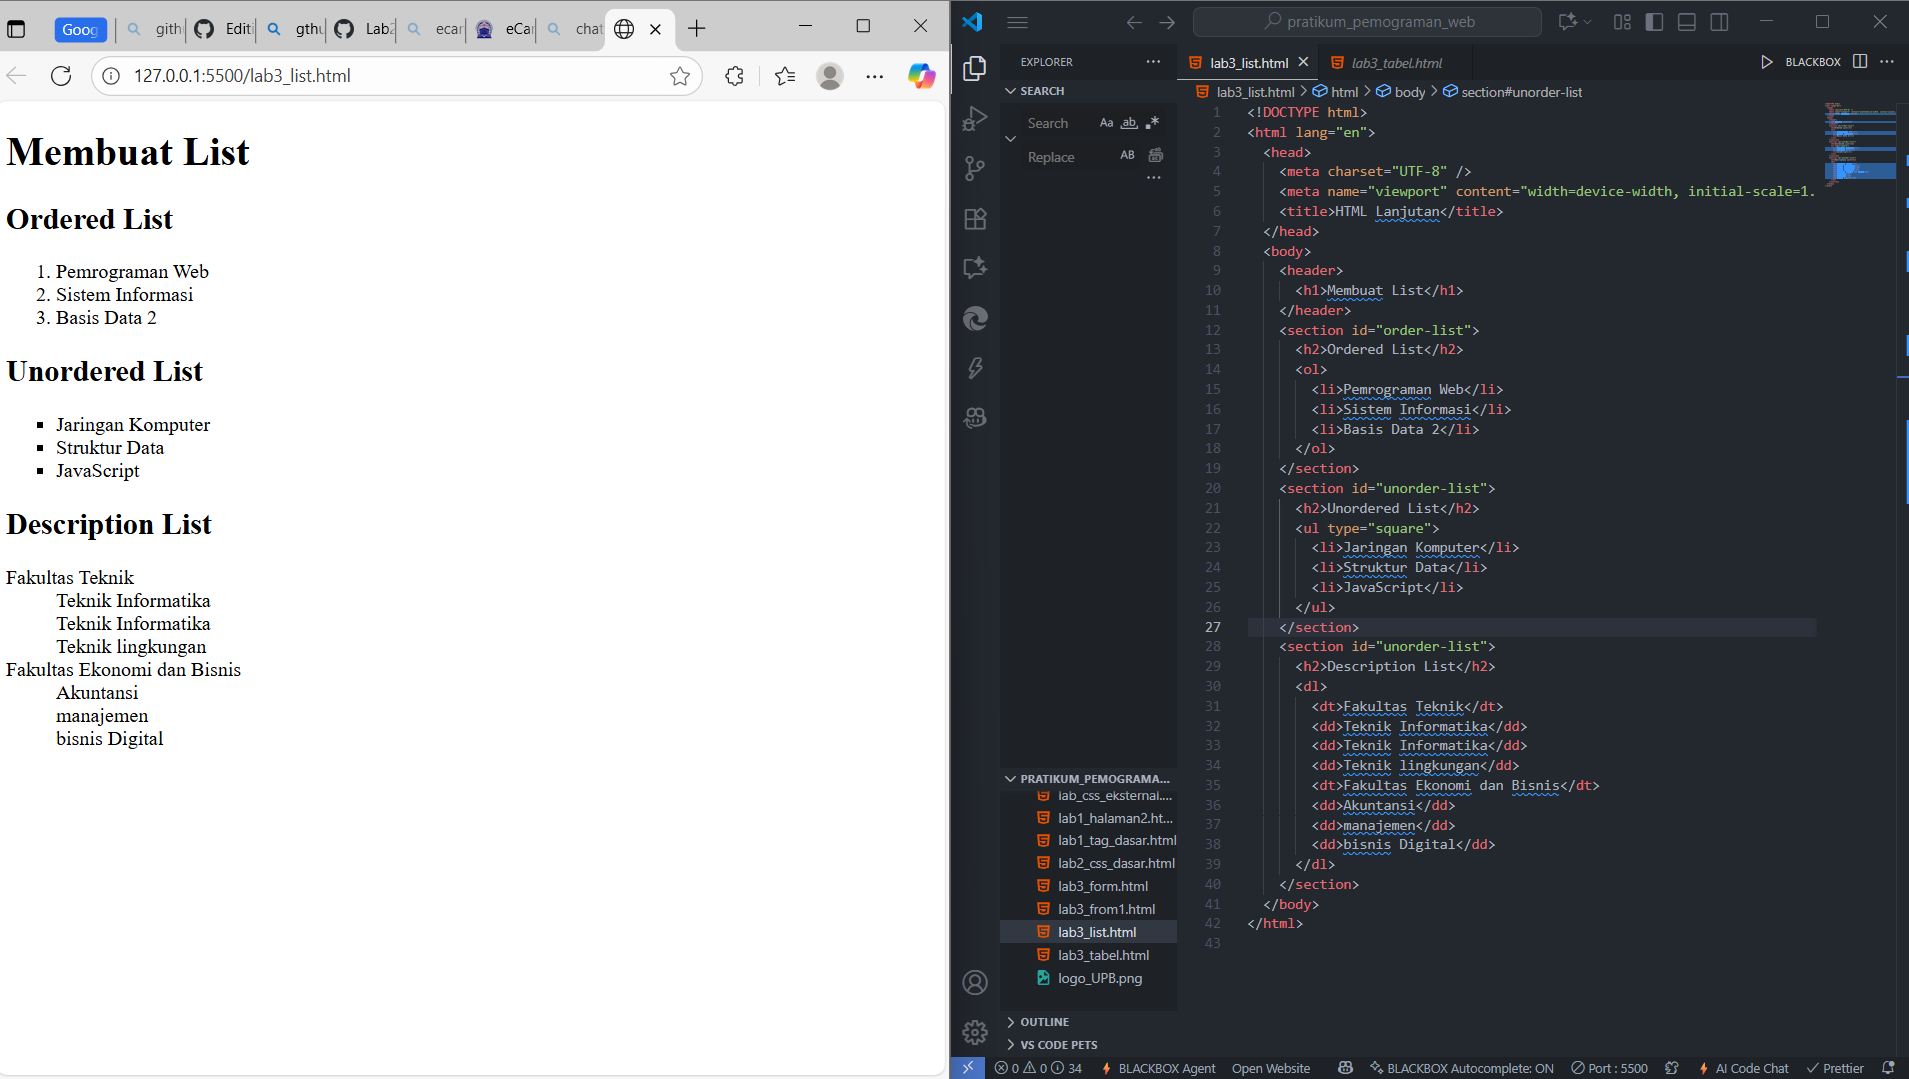 Goog
gith
Editi
gthu
Lab2
ecar
eCar
chat
127.0.0.1:5500/lab3_list.html
Membuat List
Ordered List
1. Pemrograman Web
2. Sistem Informasi
3. Basis Data 2
Unordered List
Jaringan Komputer
Struktur Data
JavaScript
Description List
Fakultas Teknik
Teknik Informatika
Teknik Informatika
Teknik lingkungan
Fakultas Ekonomi dan Bisnis
Akuntansi
manajemen
bisnis Digital
pratikum_pemograman_web
EXPLORER
SEARCH
Search
Aa ab .*
Replace
AB
PRATIKUM_PEMOGRAMA...
lab_css_eksternal....
lab1_halaman2.ht...
lab1_tag_dasar.html
lab2_css_dasar.html
lab3_form.html
lab3_from1.html
lab3_list.html
lab3_tabel.html
logo_UPB.png
OUTLINE
VS CODE PETS
lab3_list.html
lab3_tabel.html
BLACKBOX
lab3_list.html > html > body > section#unorder-list
1 <!DOCTYPE html>
2 <html lang="en">
3 <head>
4 <meta charset="UTF-8" />
5 <meta name="viewport" content="width=device-width, initial-scale=1.
6 <title>HTML Lanjutan</title>
7 </head>
8 <body>
9 <header>
10 <h1>Membuat List</h1>
11 </header>
12 <section id="order-list">
13 <h2>Ordered List</h2>
14 <ol>
15 <li>Pemrograman Web</li>
16 <li>Sistem Informasi</li>
17 <li>Basis Data 2</li>
18 </ol>
19 </section>
20 <section id="unorder-list">
21 <h2>Unordered List</h2>
22 <ul type="square">
23 <li>Jaringan Komputer</li>
24 <li>Struktur Data</li>
25 <li>JavaScript</li>
26 </ul>
27 </section>
28 <section id="unorder-list">
29 <h2>Description List</h2>
30 <dl>
31 <dt>Fakultas Teknik</dt>
32 <dd>Teknik Informatika</dd>
33 <dd>Teknik Informatika</dd>
34 <dd>Teknik lingkungan</dd>
35 <dt>Fakultas Ekonomi dan Bisnis</dt>
36 <dd>Akuntansi</dd>
37 <dd>manajemen</dd>
38 <dd>bisnis Digital</dd>
39 </dl>
40 </section>
41 </body>
42 </html>
43
0 0 34 BLACKBOX Agent Open Website BLACKBOX Autocomplete: ON Port : 5500 AI Code Chat Prettier